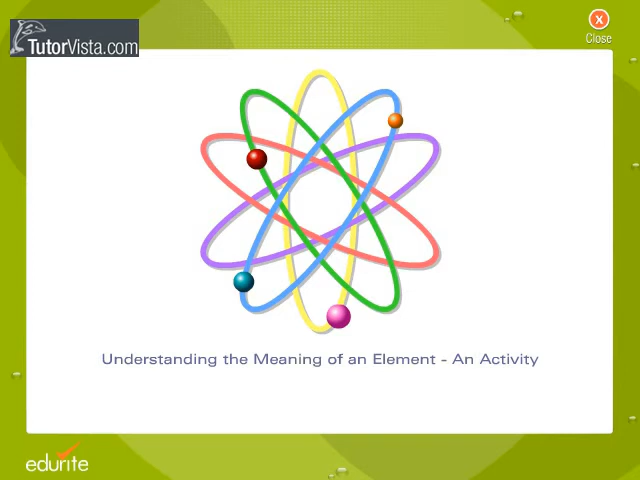 TutorVista.com
X
Close
Understanding the Meaning of an Element - An Activity
edurite